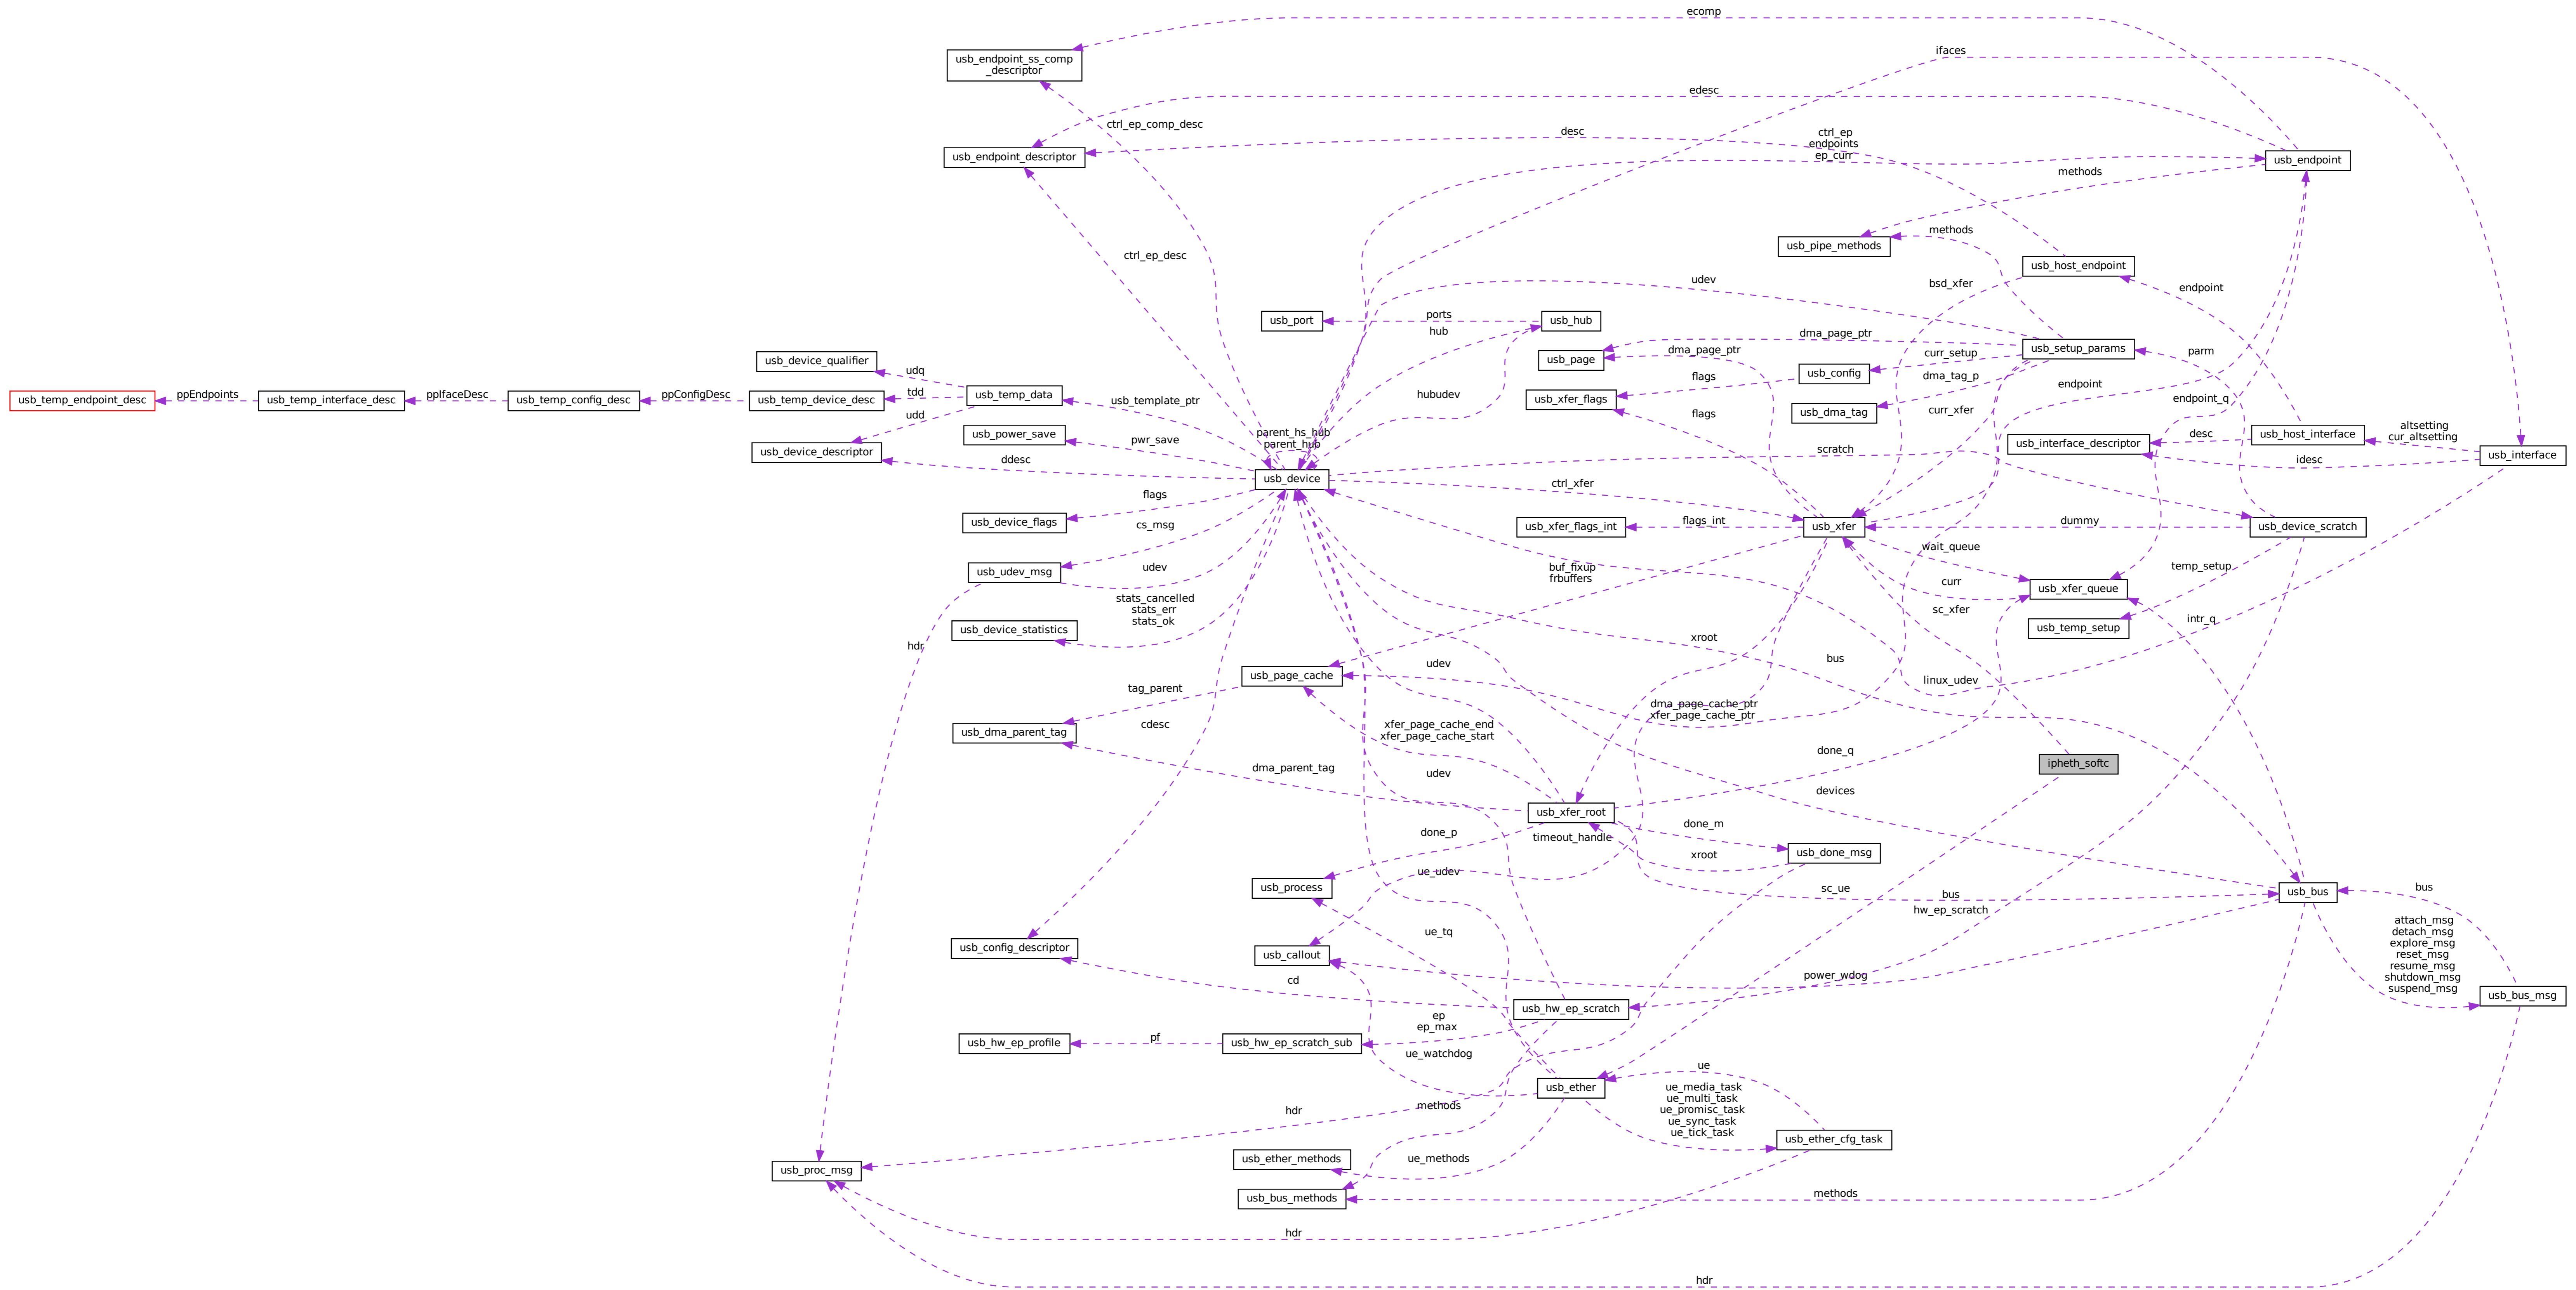 ecomp
ifaces
usb_endpoint_ss_comp
_descriptor
edesc
ctrl_ep_comp_desc
desc
ctrl_ep
endpoints
ep_curr
usb_endpoint_descriptor
usb_endpoint
methods
methods
usb_pipe_methods
ctrl_ep_desc
usb_host_endpoint
bsd_xfer
udev
endpoint
usb_port
ports
usb_hub
hub
dma_page_ptr
usb_setup_params
parm
usb_device_qualifier
udq
dma_page_ptr
usb_page
curr_setup
usb_config
flags
dma_tag_p
endpoint
usb_temp_endpoint_desc
ppEndpoints
usb_temp_interface_desc
ppIfaceDesc
usb_temp_config_desc
ppConfigDesc
usb_temp_device_desc
tdd
usb_temp_data
usb_template_ptr
hubudev
usb_xfer_flags
endpoint_q
udd
flags
usb_dma_tag
curr_xfer
altsetting
cur_altsetting
usb_power_save
pwr_save
parent_hs_hub
parent_hub
usb_interface_descriptor
desc
usb_host_interface
usb_device_descriptor
ddesc
scratch
idesc
usb_interface
usb_device
ctrl_xfer
flags
usb_device_flags
cs_msg
usb_xfer_flags_int
flags_int
usb_xfer
dummy
usb_device_scratch
wait_queue
usb_udev_msg
udev
buf_fixup
frbuffers
temp_setup
curr
usb_xfer_queue
stats_cancelled
stats_err
stats_ok
sc_xfer
usb_device_statistics
usb_temp_setup
intr_q
hdr
xroot
udev
bus
usb_page_cache
linux_udev
tag_parent
dma_page_cache_ptr
xfer_page_cache_ptr
cdesc
xfer_page_cache_end
xfer_page_cache_start
usb_dma_parent_tag
done_q
ipheth_softc
dma_parent_tag
udev
devices
usb_xfer_root
done_p
timeout_handle
done_m
xroot
usb_done_msg
ue_udev
usb_process
sc_ue
bus
usb_bus
bus
hw_ep_scratch
ue_tq
attach_msg
detach_msg
explore_msg
reset_msg
resume_msg
shutdown_msg
suspend_msg
usb_config_descriptor
usb_callout
cd
power_wdog
usb_bus_msg
usb_hw_ep_scratch
ep
ep_max
usb_hw_ep_profile
pf
usb_hw_ep_scratch_sub
ue_watchdog
ue
usb_ether
ue_media_task
ue_multi_task
ue_promisc_task
ue_sync_task
ue_tick_task
hdr
methods
usb_ether_cfg_task
usb_ether_methods
ue_methods
usb_proc_msg
usb_bus_methods
methods
hdr
hdr